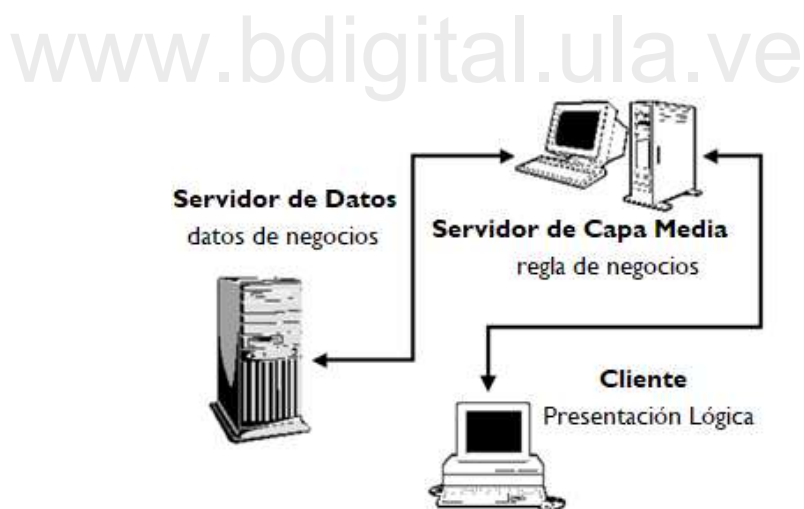 www.bdigital.ula.ve
Servidor de Datos
datos de negocios
Servidor de Capa Media
regla de negocios
Cliente
Presentación Lógica